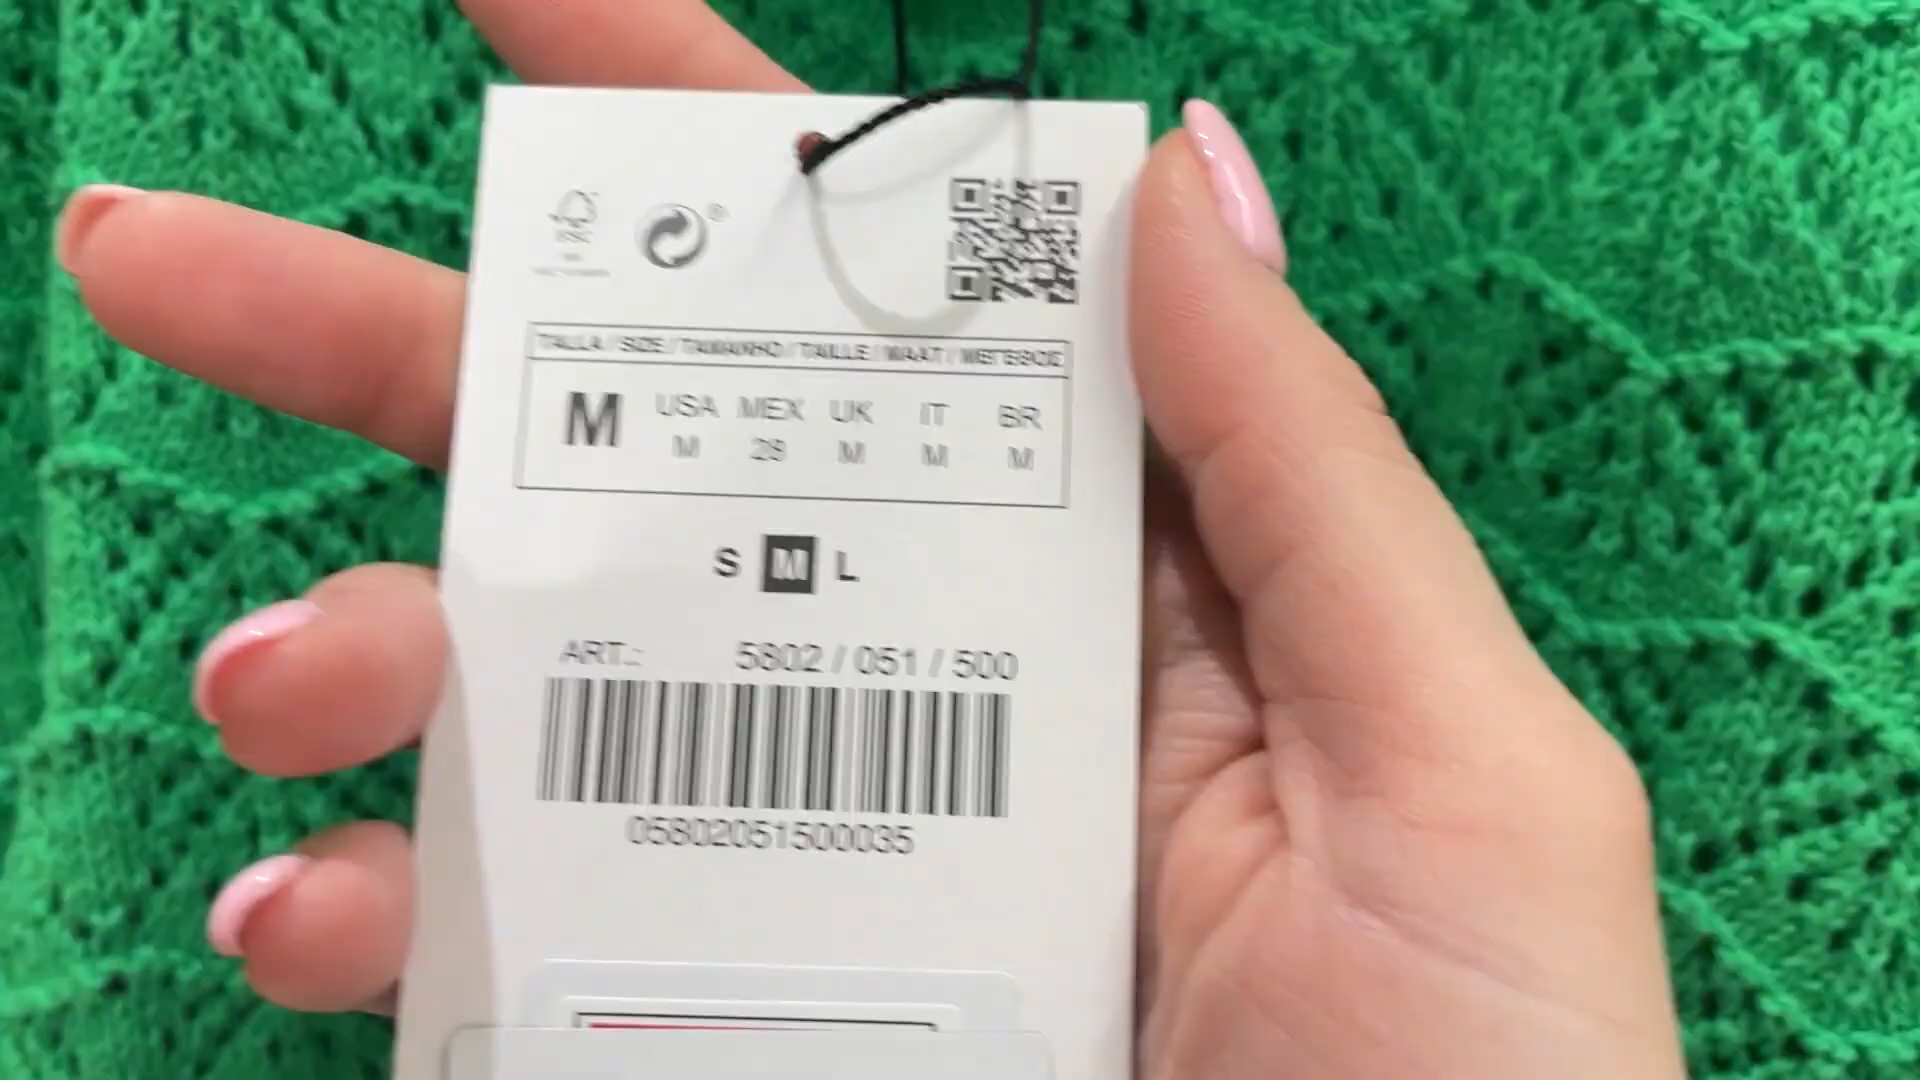 TALLA / SIZE / TAMANHO / TAILLE / MAAT / ΜΕΓΕΘΟΣ
M USA MEX UK IT BR
M 28 M M M
S M L
ART.: 5802 / 051 / 500
05802051500035